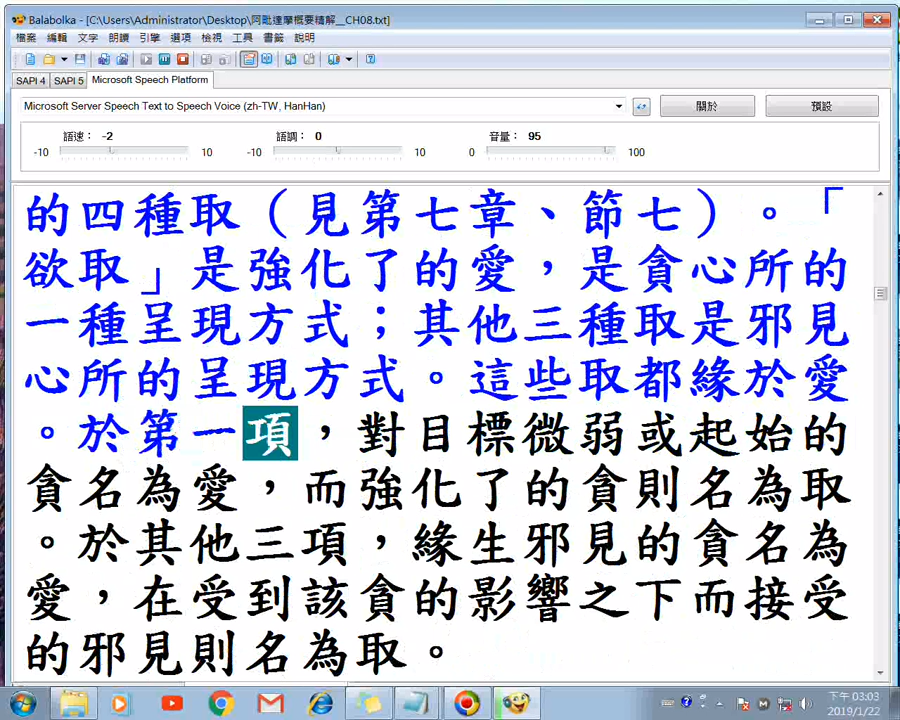 Balabolka - [C:\Users\Administrator\Desktop\阿毗達摩概要精解__CH08.txt]
檔案 編輯 文字 朗讀 引擎 選項 檢視 工具 書籤 說明
SAPI 4 SAPI 5 Microsoft Speech Platform
Microsoft Server Speech Text to Speech Voice (zh-TW, HanHan) 關於 預設
語速： -2 語調： 0 音量： 95
-10 10 -10 10 0 100
的四種取（見第七章、節七）。「
欲取」是強化了的愛，是貪心所的
一種呈現方式；其他三種取是邪見
心所的呈現方式。這些取都緣於愛
。於第一項，對目標微弱或起始的
貪名為愛，而強化了的貪則名為取
。於其他三項，緣生邪見的貪名為
愛，在受到該貪的影響之下而接受
的邪見則名為取。
下午 03:03
2019/1/22